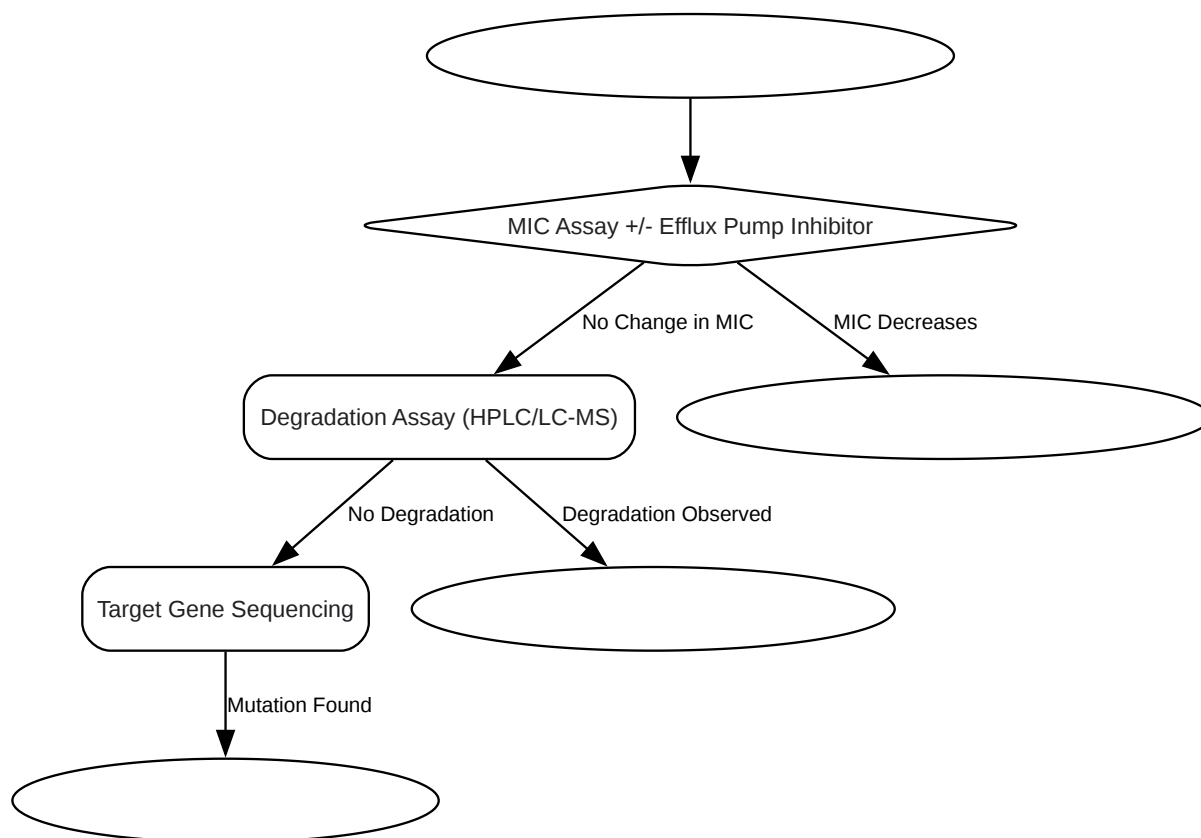 MIC Assay +/- Efflux Pump Inhibitor
No Change in MIC
MIC Decreases
Degradation Assay (HPLC/LC-MS)
No Degradation
Degradation Observed
Target Gene Sequencing
Mutation Found